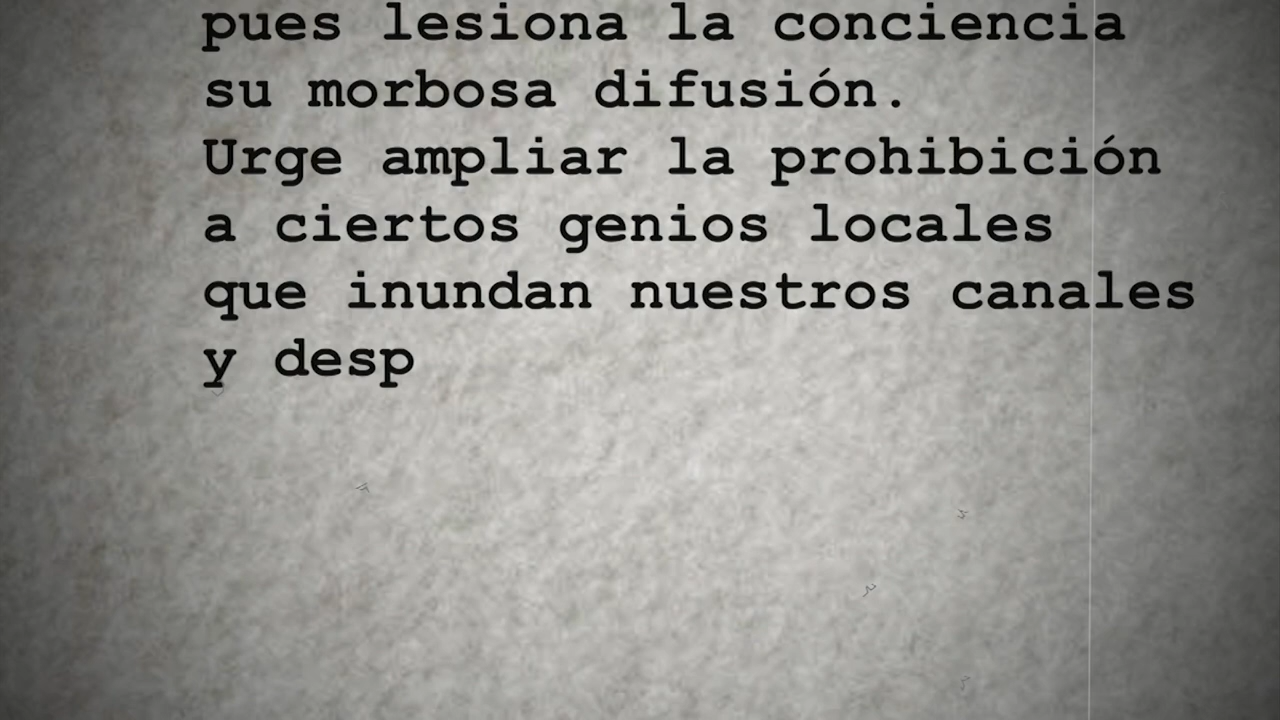 pues lesiona la conciencia
su morbosa difusión.
Urge ampliar la prohibición
a ciertos genios locales
que inundan nuestros canales
y desp